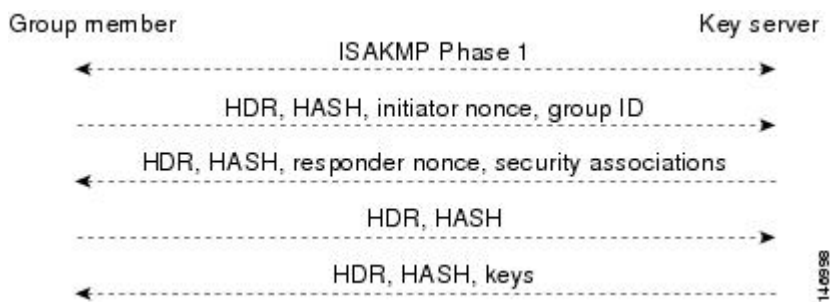 Group member
Key server
ISAKMP Phase 1
HDR, HASH, initiator nonce, group ID
HDR, HASH, responder nonce, security associations
HDR, HASH
HDR, HASH, keys